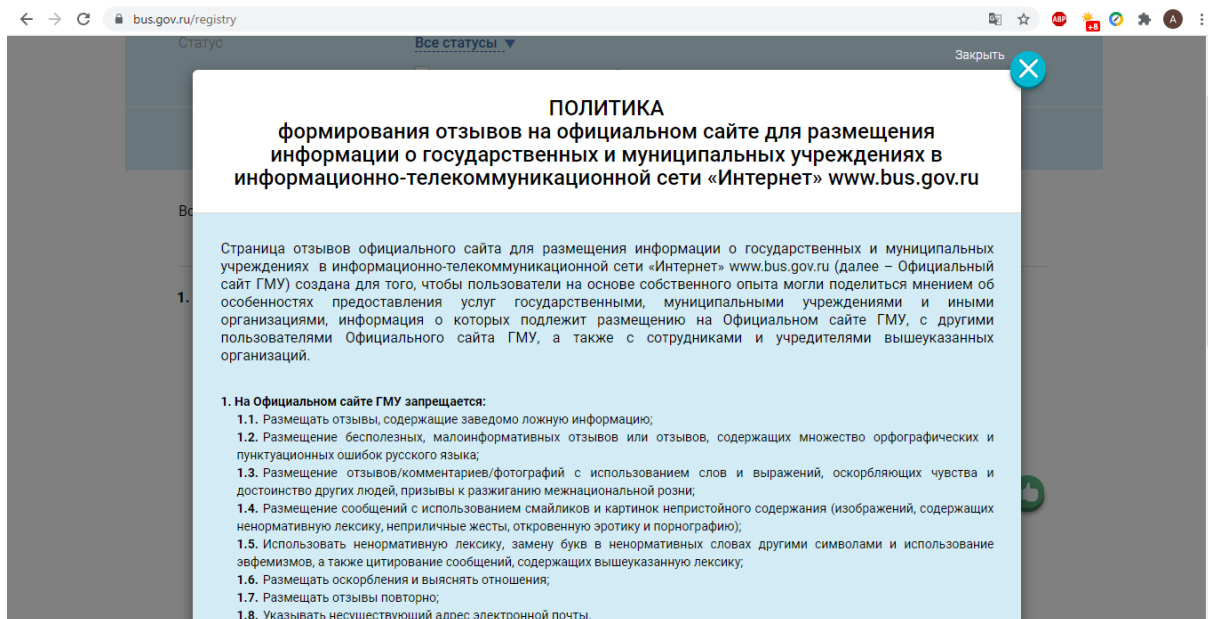 bus.gov.ru/registry
ABP
+8
A
Статус
Все статусы
Закрыть
ПОЛИТИКА
формирования отзывов на официальном сайте для размещения
информации о государственных и муниципальных учреждениях в
информационно-телекоммуникационной сети «Интернет» www.bus.gov.ru
Страница отзывов официального сайта для размещения информации о государственных и муниципальных
учреждениях в информационно-телекоммуникационной сети «Интернет» www.bus.gov.ru (далее – Официальный
сайт ГМУ) создана для того, чтобы пользователи на основе собственного опыта могли поделиться мнением об
особенностях предоставления услуг государственными, муниципальными учреждениями и иными
организациями, информация о которых подлежит размещению на Официальном сайте ГМУ, с другими
пользователями Официального сайта ГМУ, а также с сотрудниками и учредителями вышеуказанных
организаций.
1.
1. На Официальном сайте ГМУ запрещается:
1.1. Размещать отзывы, содержащие заведомо ложную информацию;
1.2. Размещение бесполезных, малоинформативных отзывов или отзывов, содержащих множество орфографических и
пунктуационных ошибок русского языка;
1.3. Размещение отзывов/комментариев/фотографий с использованием слов и выражений, оскорбляющих чувства и
достоинство других людей, призывы к разжиганию межнациональной розни;
1.4. Размещение сообщений с использованием смайликов и картинок непристойного содержания (изображений, содержащих
ненормативную лексику, неприличные жесты, откровенную эротику и порнографию);
1.5. Использовать ненормативную лексику, замену букв в ненормативных словах другими символами и использование
эвфемизмов, а также цитирование сообщений, содержащих вышеуказанную лексику;
1.6. Размещать оскорбления и выяснять отношения;
1.7. Размещать отзывы повторно;
1.8. Указывать несуществующий адрес электронной почты.